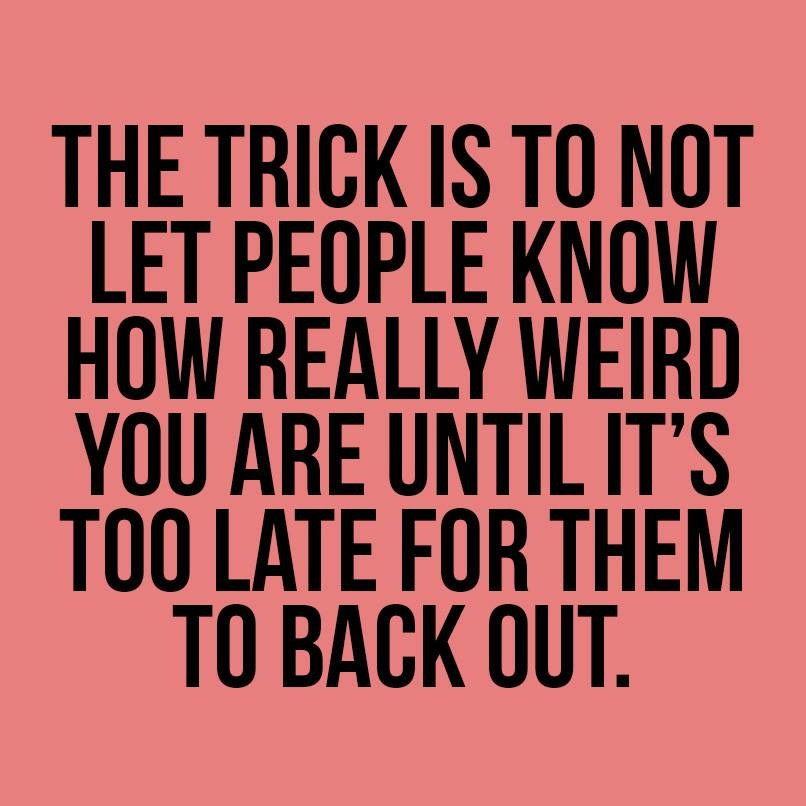 THE TRICK IS TO NOT
LET PEOPLE KNOW
HOW REALLY WEIRD
YOU ARE UNTIL IT’S
TOO LATE FOR THEM
TO BACK OUT.